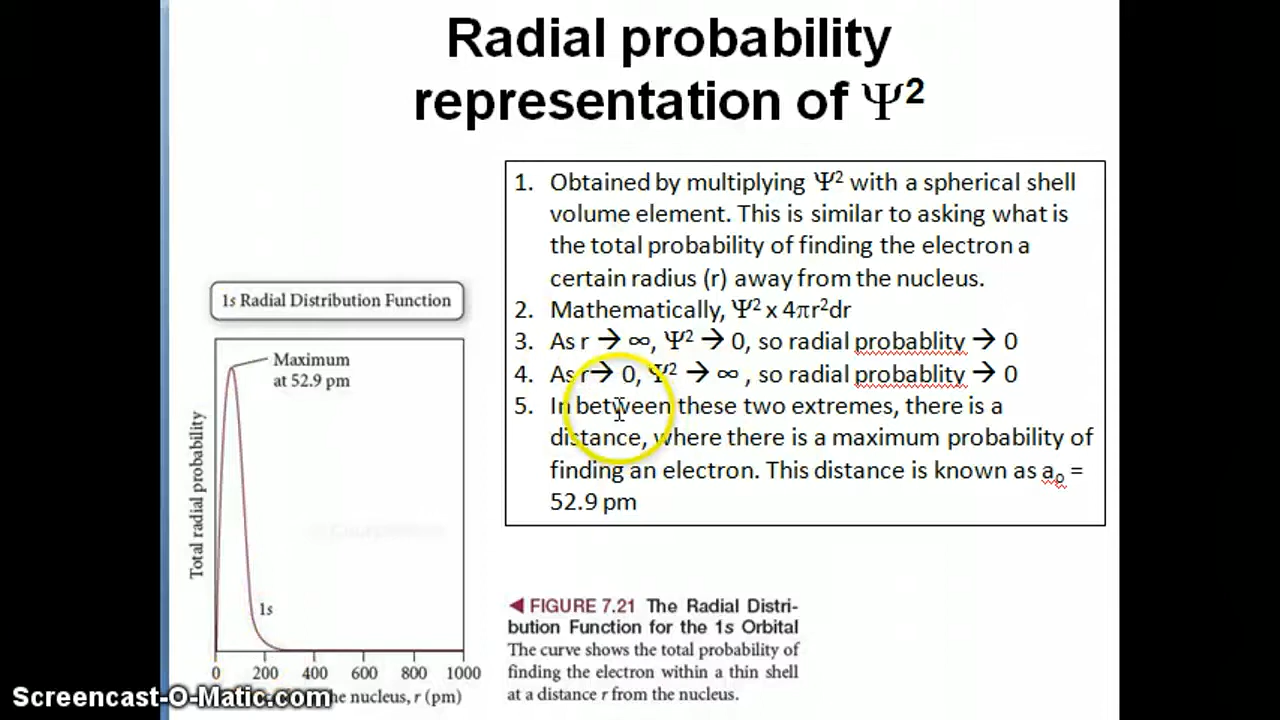 Radial probability
representation of Ψ²
1. Obtained by multiplying Ψ² with a spherical shell
volume element. This is similar to asking what is
the total probability of finding the electron a
certain radius (r) away from the nucleus.
2. Mathematically, Ψ² x 4πr²dr
3. As r → ∞, Ψ² → 0, so radial probablity → 0
4. As r → 0, Ψ² → ∞ , so radial probablity → 0
5. In between these two extremes, there is a
distance, where there is a maximum probability of
finding an electron. This distance is known as a₀ =
52.9 pm
1s Radial Distribution Function
Maximum
at 52.9 pm
Total radial probability
1s
0 200 400 600 800 1000
the nucleus, r (pm)
◀ FIGURE 7.21 The Radial Distri-
bution Function for the 1s Orbital
The curve shows the total probability of
finding the electron within a thin shell
at a distance r from the nucleus.
Screencast-O-Matic.com